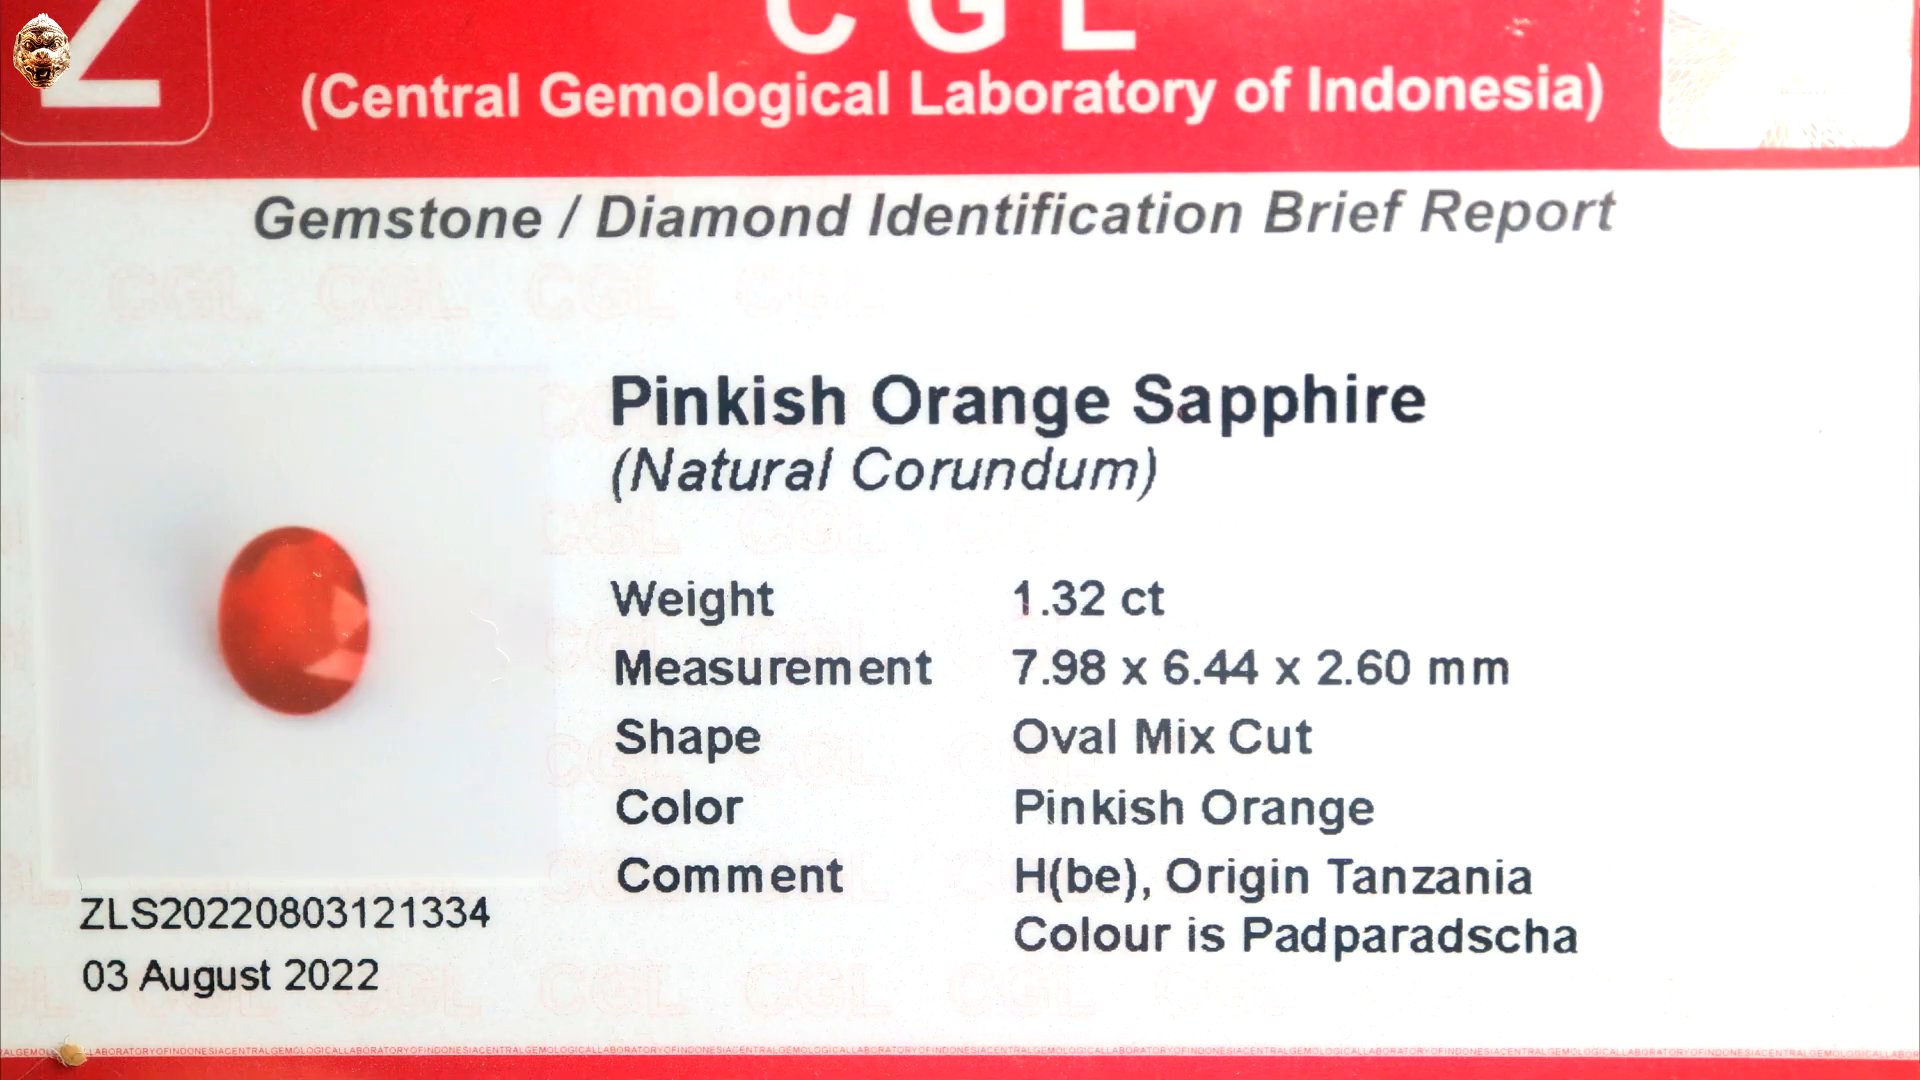 Z
CGL
(Central Gemological Laboratory of Indonesia)
Gemstone / Diamond Identification Brief Report
Pinkish Orange Sapphire
(Natural Corundum)
Weight 1.32 ct
Measurement 7.98 x 6.44 x 2.60 mm
Shape Oval Mix Cut
Color Pinkish Orange
Comment H(be), Origin Tanzania
Colour is Padparadscha
ZLS20220803121334
03 August 2022